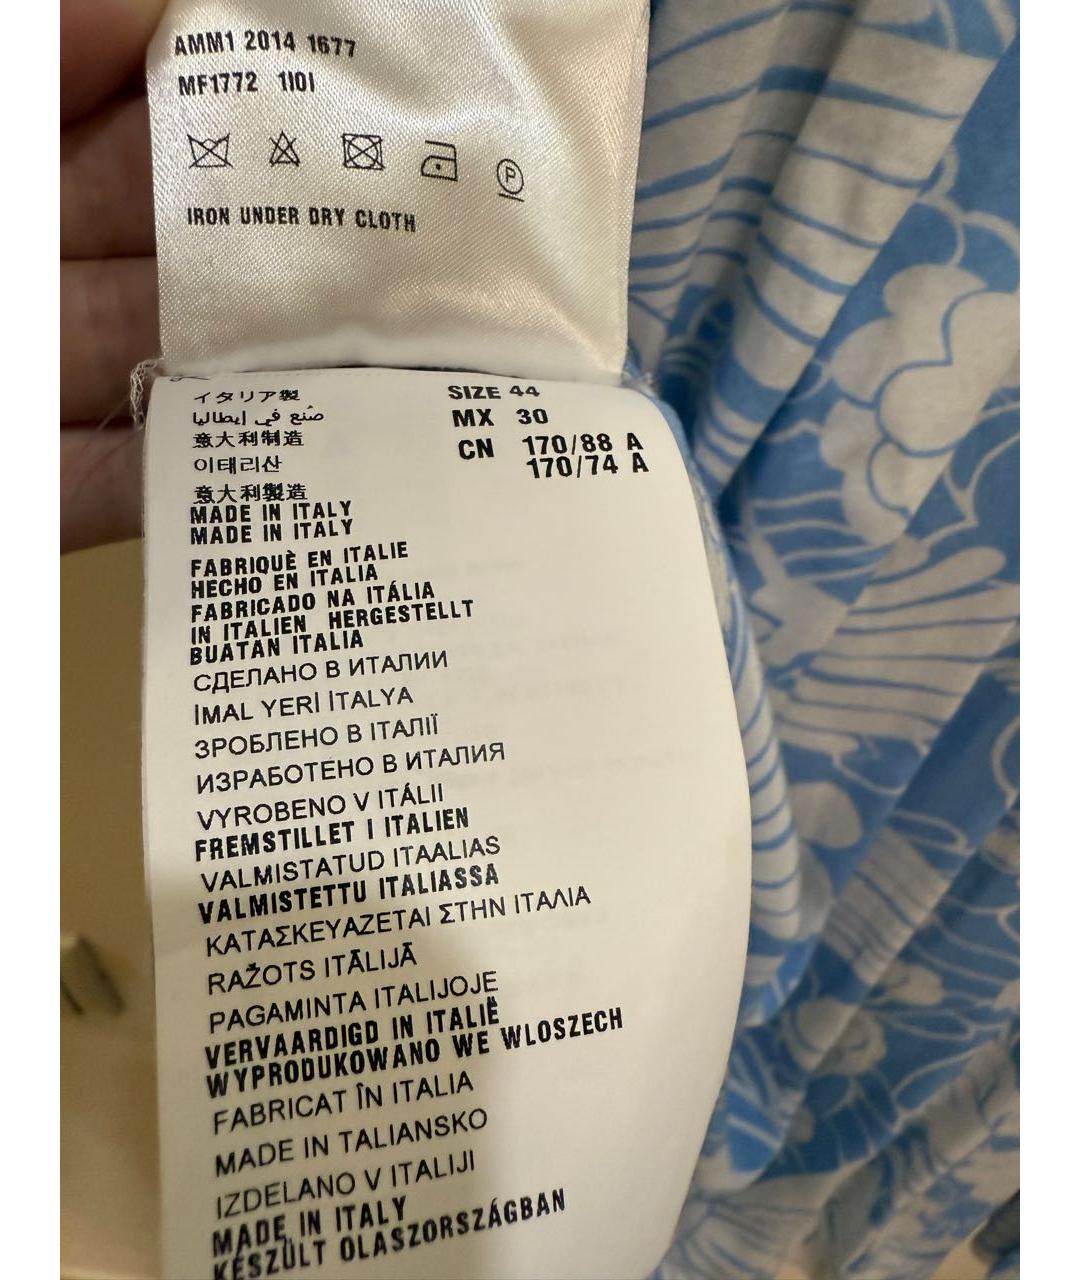 AMM1 2014 1677
MF1772 1101
P
IRON UNDER DRY CLOTH
イタリア製
صُنع في إيطاليا
意大利制造
이태리산
意大利製造
MADE IN ITALY
MADE IN ITALY
FABRIQUÈ EN ITALIE
HECHO EN ITALIA
FABRICADO NA ITÁLIA
IN ITALIEN HERGESTELLT
BUATAN ITALIA
СДЕЛАНО В ИТАЛИИ
İMAL YERİ İTALYA
ЗРОБЛЕНО В ІТАЛІЇ
ИЗРАБОТЕНО В ИТАЛИЯ
VYROBENO V ITÁLII
FREMSTILLET I ITALIEN
VALMISTATUD ITAALIAS
VALMISTETTU ITALIASSA
ΚΑΤΑΣΚΕΥΑΖΕΤΑΙ ΣΤΗΝ ΙΤΑΛΙΑ
RAŽOTS ITĀLIJĀ
PAGAMINTA ITALIJOJE
VERVAARDIGD IN ITALIË
WYPRODUKOWANO WE WLOSZECH
FABRICAT ÎN ITALIA
MADE IN TALIANSKO
IZDELANO V ITALIJI
MADE IN ITALY
KÉSZÜLT OLASZORSZÁGBAN
SIZE 44
MX 30
CN 170/88 A
170/74 A